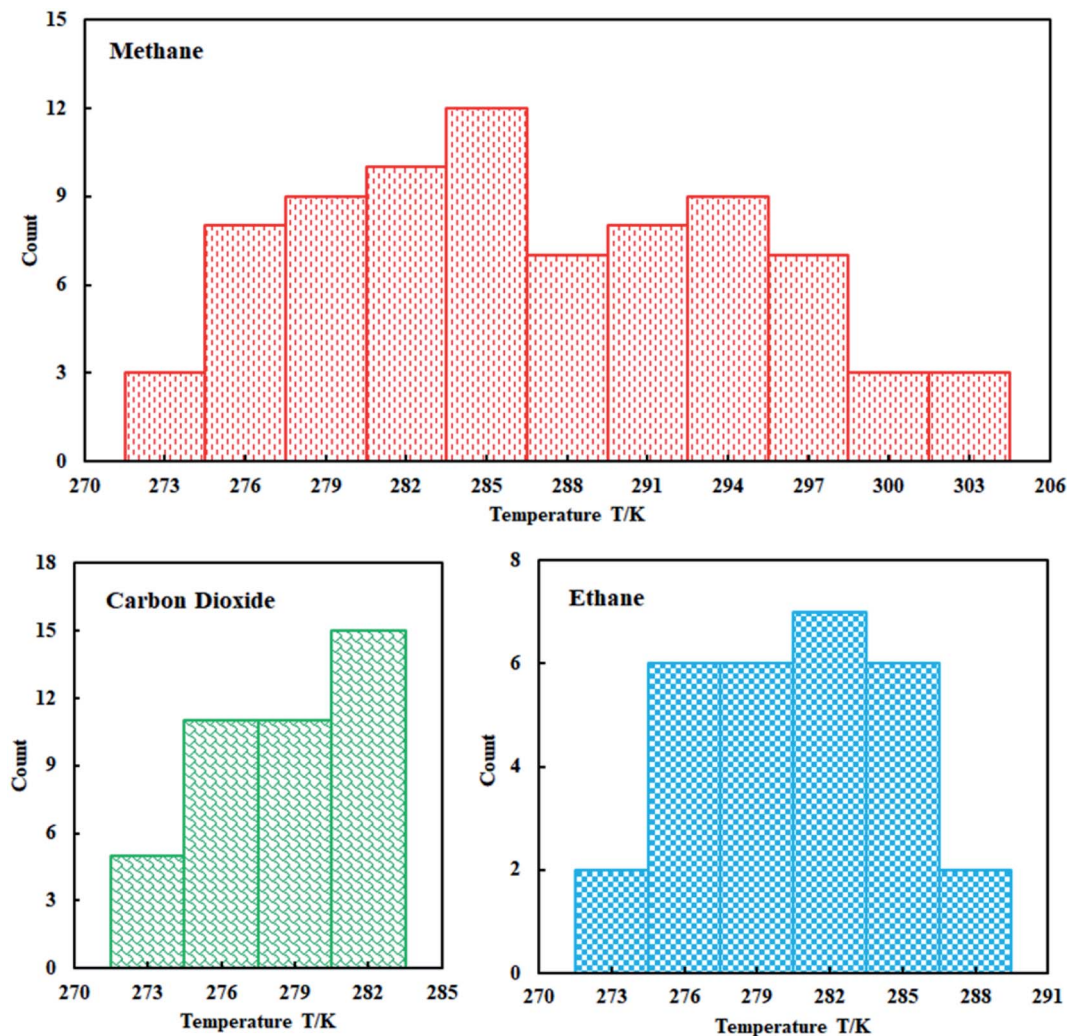 Methane
Count
15
12
9
6
3
0
270 273 276 279 282 285 288 291 294 297 300 303 206
Temperature T/K
Carbon Dioxide
Count
18
15
12
9
6
3
0
270 273 276 279 282 285
Temperature T/K
Ethane
Count
8
6
4
2
0
270 273 276 279 282 285 288 291
Temperature T/K